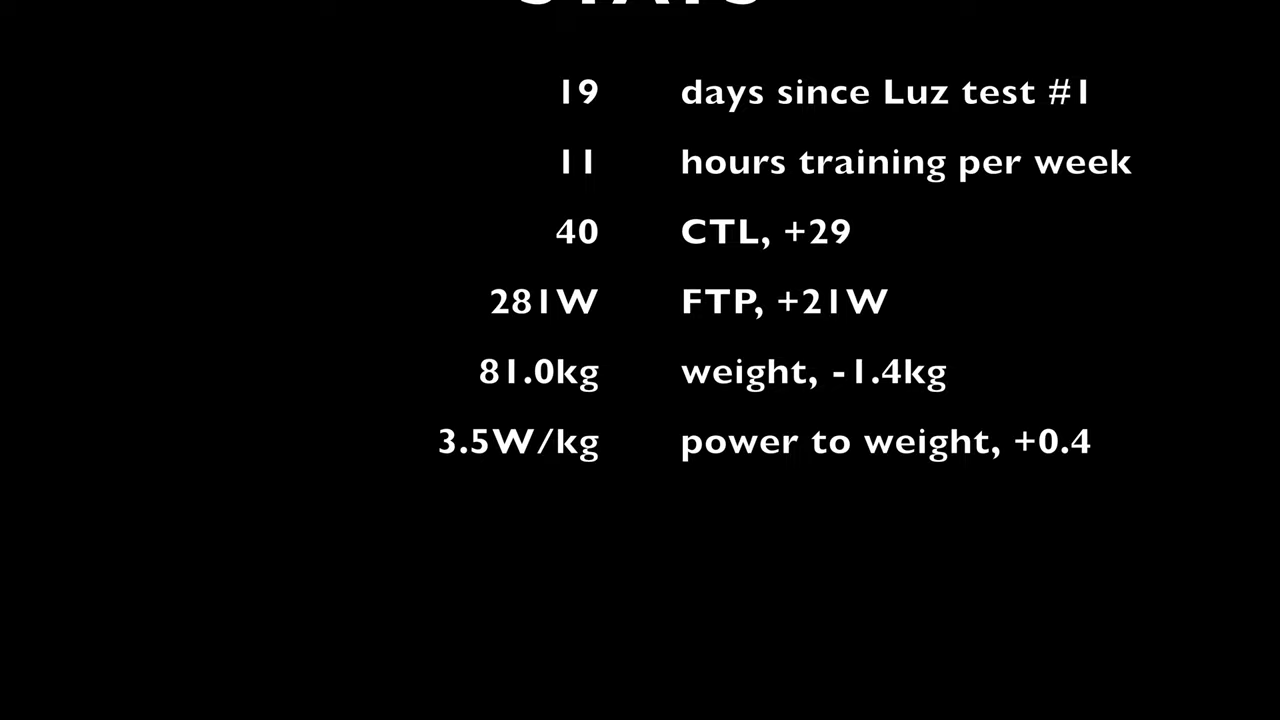 STATS
19 days since Luz test #1
11 hours training per week
40 CTL, +29
281W FTP, +21W
81.0kg weight, -1.4kg
3.5W/kg power to weight, +0.4